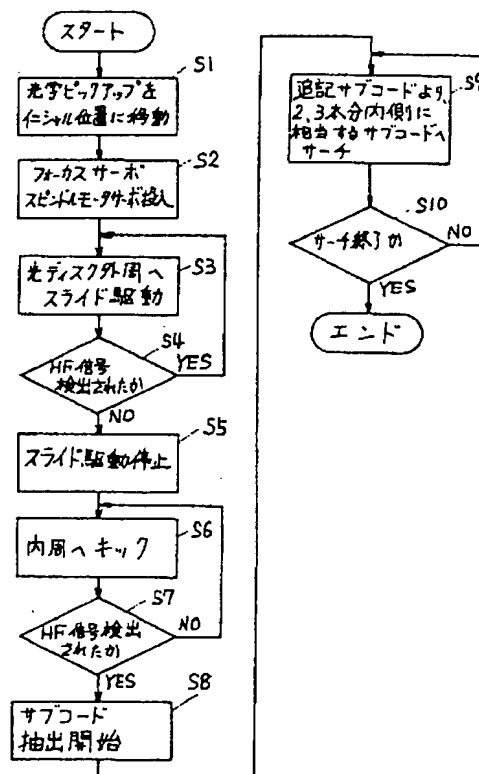 スタート
S1
光学ピックアップを
イニシャル位置に移動
S2
フォーカスサーボ
スピンドルモータサーボ投入
S3
光ディスク外周へ
スライド駆動
S4
HF信号
検出されたか
YES
NO
S5
スライド駆動停止
S6
内周へキック
S7
HF信号検出
されたか
NO
YES
S8
サブコード
抽出開始
S9
追記サブコードより、
2,3本分内側に
相当するサブコードへ
サーチ
S10
サーチ終了か
NO
YES
エンド